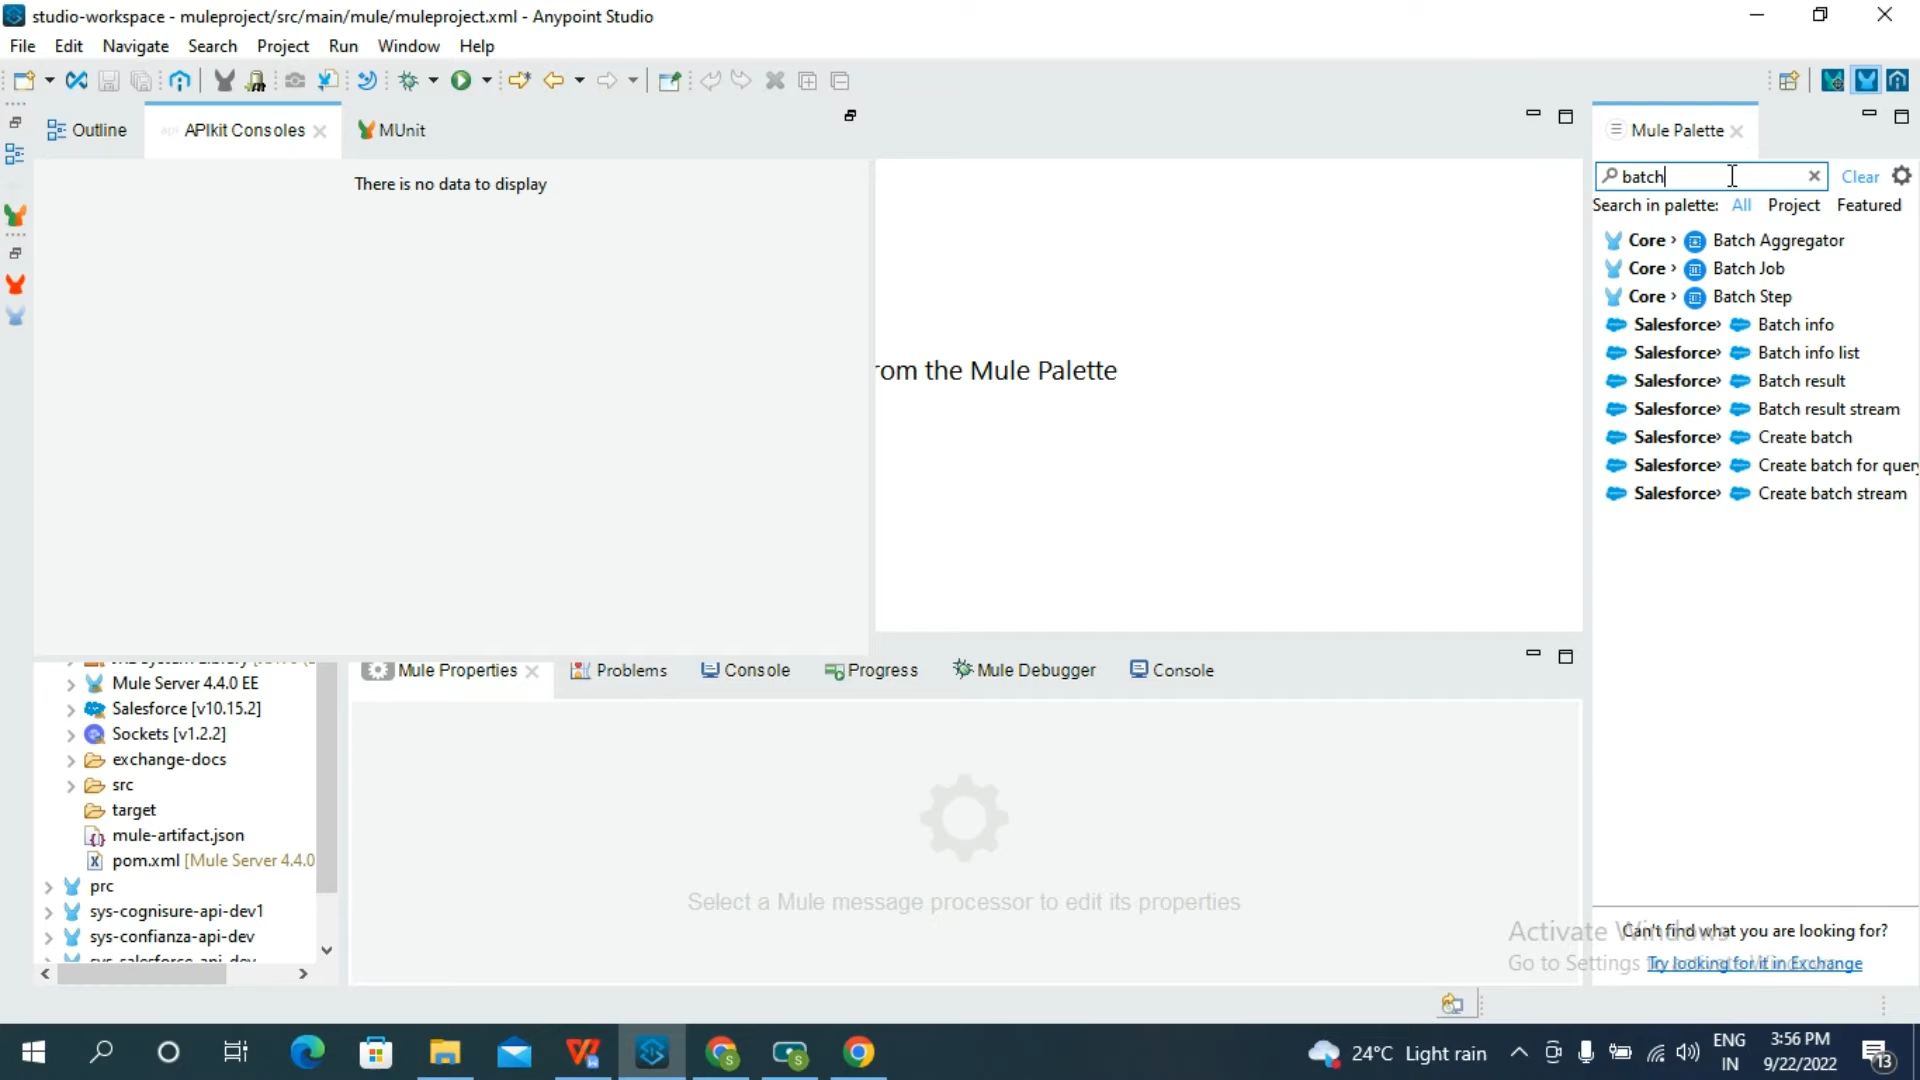 studio-workspace - muleproject/src/main/mule/muleproject.xml - Anypoint Studio
File Edit Navigate Search Project Run Window Help
Outline APIkit Consoles MUnit
There is no data to display
rom the Mule Palette
Mule Palette
batch Clear
Search in palette: All Project Featured
Core › Batch Aggregator
Core › Batch Job
Core › Batch Step
Salesforce› Batch info
Salesforce› Batch info list
Salesforce› Batch result
Salesforce› Batch result stream
Salesforce› Create batch
Salesforce› Create batch for query
Salesforce› Create batch stream
Mule Server 4.4.0 EE
Salesforce [v10.15.2]
Sockets [v1.2.2]
exchange-docs
src
target
mule-artifact.json
pom.xml [Mule Server 4.4.0
prc
sys-cognisure-api-dev1
sys-confianza-api-dev
Mule Properties Problems Console Progress Mule Debugger Console
Select a Mule message processor to edit its properties
Activate Windows
Go to Settings to activate Windows.
Can't find what you are looking for?
Try looking for it in Exchange
24°C Light rain
ENG
IN
3:56 PM
9/22/2022
13